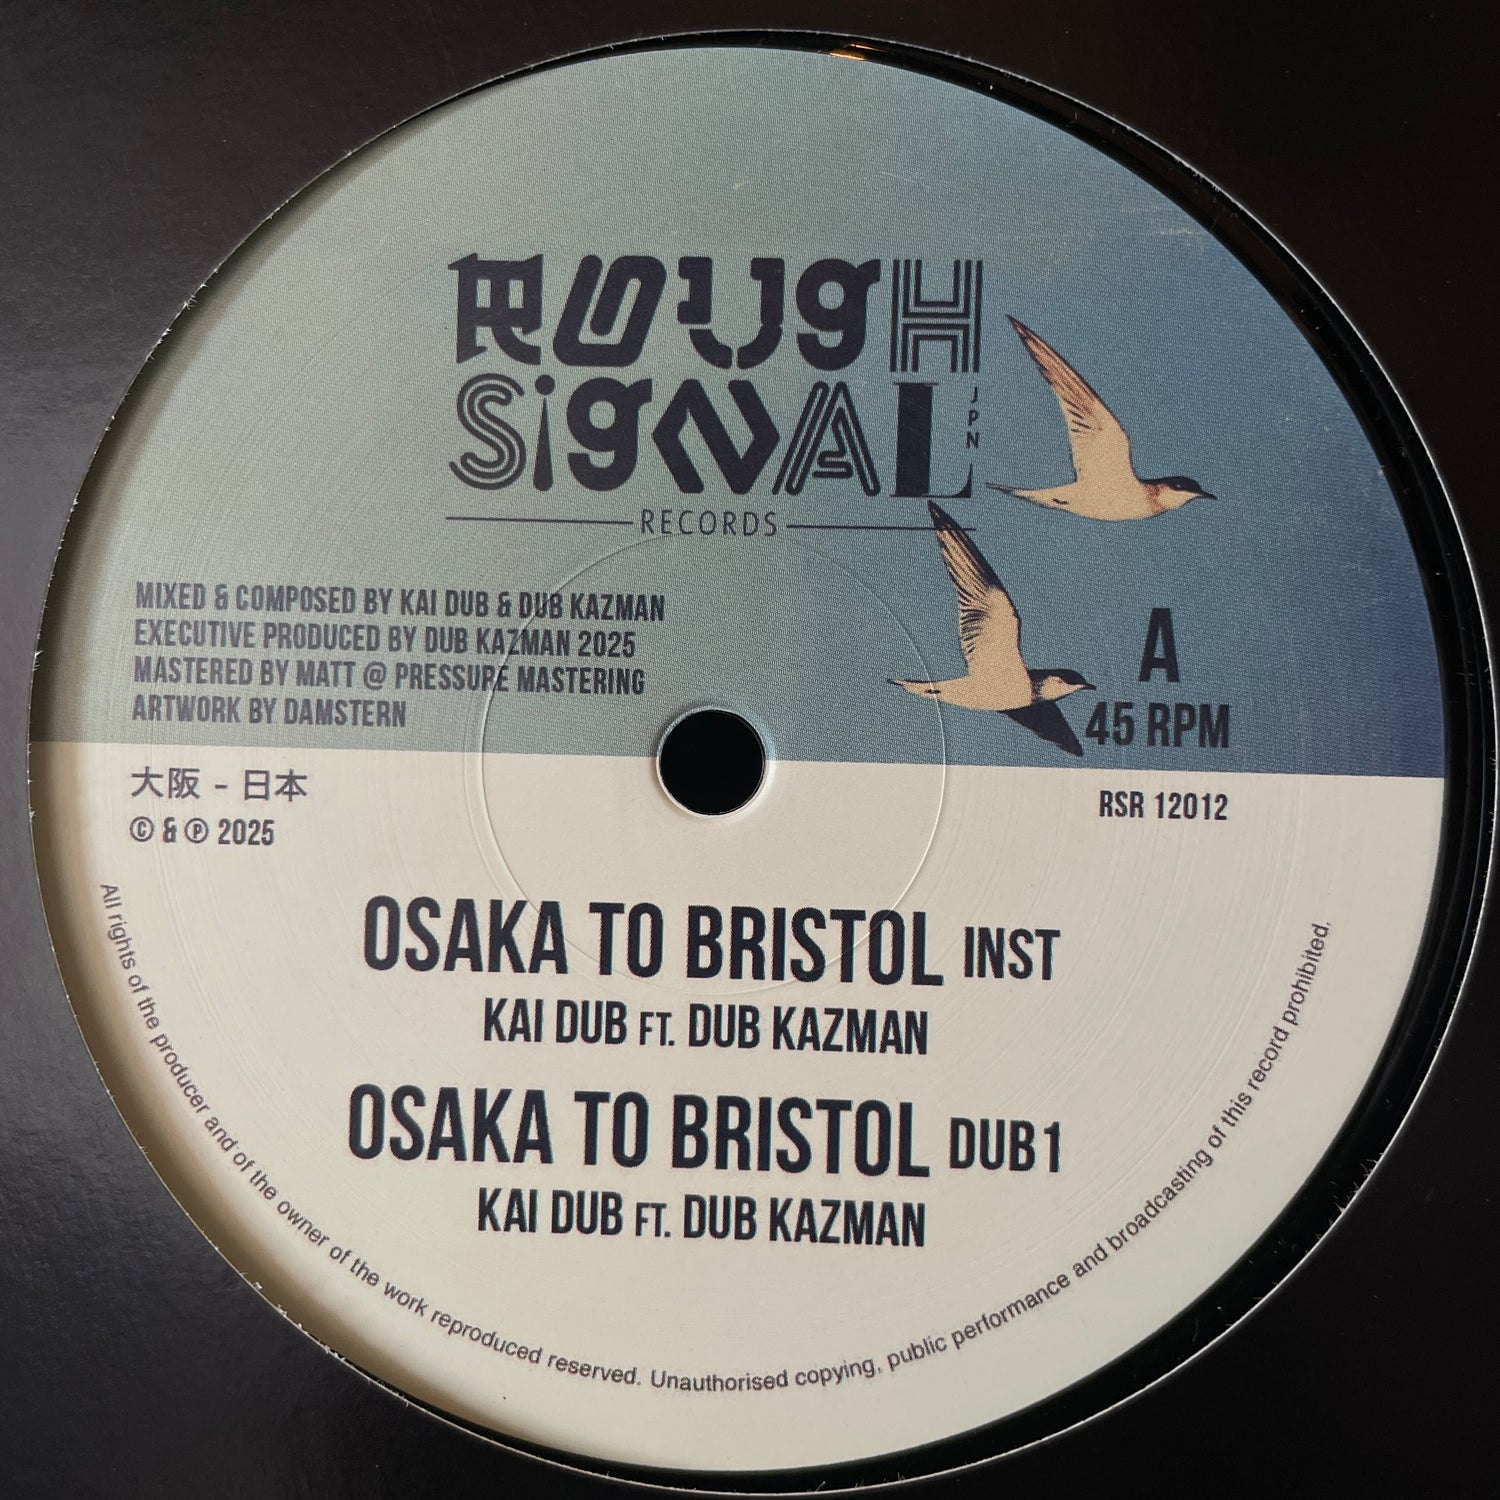 ROUGH
SiGNAL
JPN
RECORDS
MIXED & COMPOSED BY KAI DUB & DUB KAZMAN
EXECUTIVE PRODUCED BY DUB KAZMAN 2025
MASTERED BY MATT @ PRESSURE MASTERING
ARTWORK BY DAMSTERN
A
45 RPM
大阪 - 日本
© & ℗ 2025
RSR 12012
OSAKA TO BRISTOL INST
KAI DUB FT. DUB KAZMAN
OSAKA TO BRISTOL DUB1
KAI DUB FT. DUB KAZMAN
All rights of the producer and of the owner of the work reproduced reserved. Unauthorised copying, public performance and broadcasting of this record prohibited.